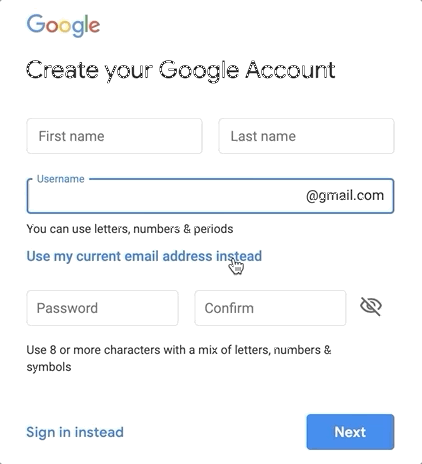 Google
Create your Google Account
First name
Last name
Username
@gmail.com
You can use letters, numbers & periods
Use my current email address instead
Password
Confirm
Use 8 or more characters with a mix of letters, numbers &
symbols
Sign in instead
Next